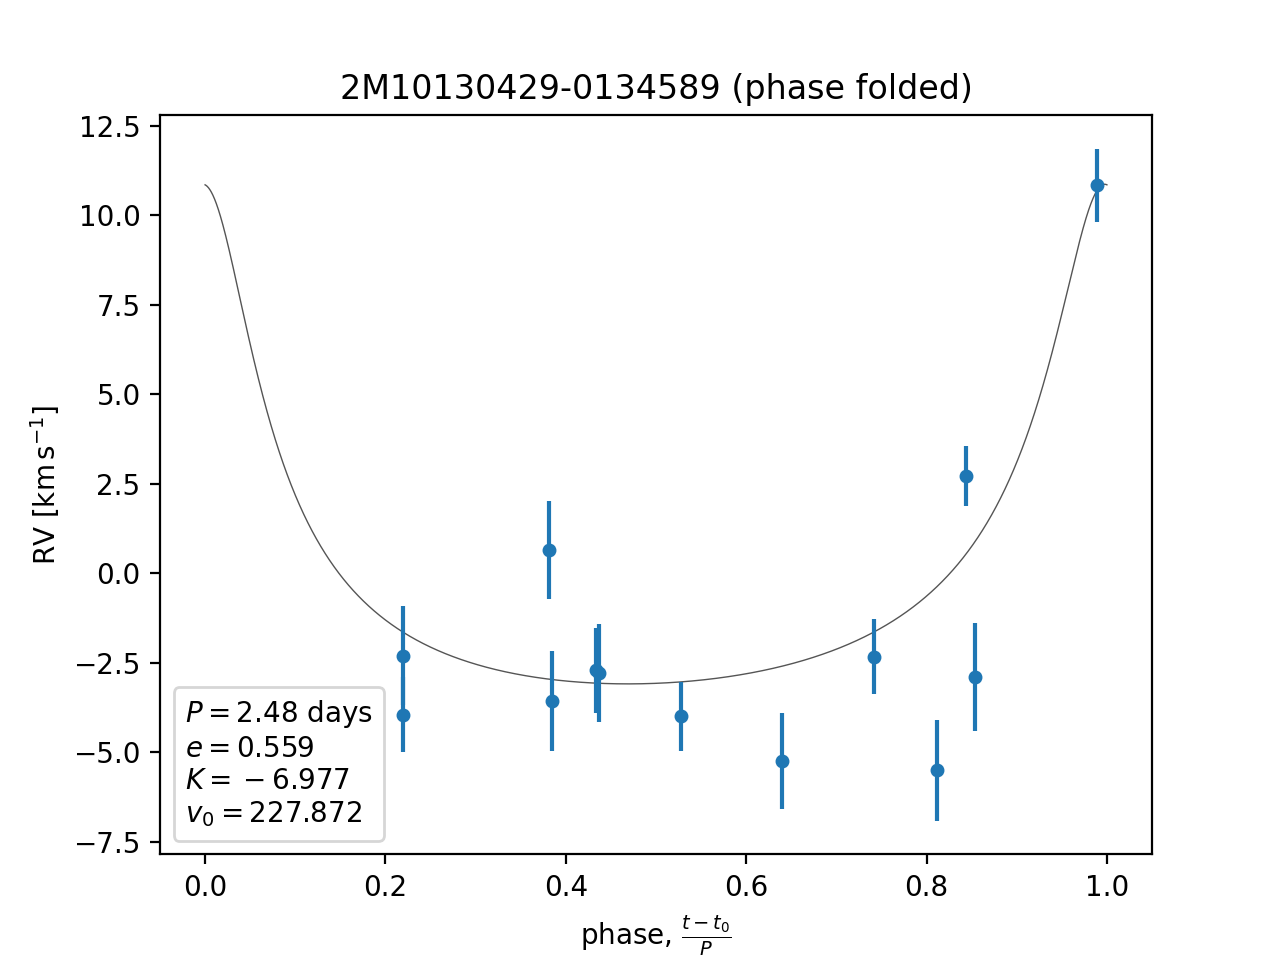 2M10130429-0134589 (phase folded)
12.5
10.0
7.5
5.0
2.5
0.0
−2.5
−5.0
−7.5
RV [km s⁻¹]
P = 2.48 days
e = 0.559
K = −6.977
v₀ = 227.872
0.0 0.2 0.4 0.6 0.8 1.0
phase, (t − t₀)/P